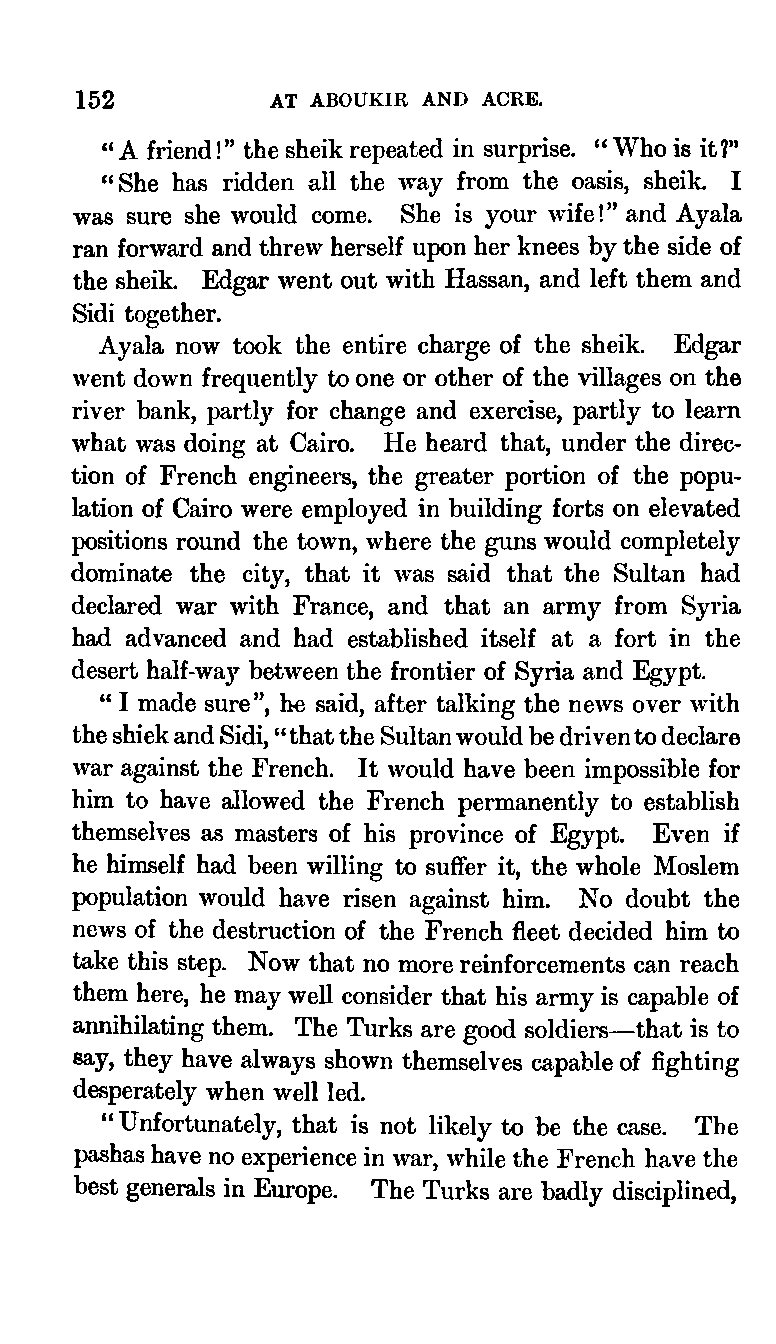 152 AT ABOUKIR AND ACRE.
"A friend!" the sheik repeated in surprise. "Who is it?"
"She has ridden all the way from the oasis, sheik. I
was sure she would come. She is your wife!" and Ayala
ran forward and threw herself upon her knees by the side of
the sheik. Edgar went out with Hassan, and left them and
Sidi together.
Ayala now took the entire charge of the sheik. Edgar
went down frequently to one or other of the villages on the
river bank, partly for change and exercise, partly to learn
what was doing at Cairo. He heard that, under the direc-
tion of French engineers, the greater portion of the popu-
lation of Cairo were employed in building forts on elevated
positions round the town, where the guns would completely
dominate the city, that it was said that the Sultan had
declared war with France, and that an army from Syria
had advanced and had established itself at a fort in the
desert half-way between the frontier of Syria and Egypt.
"I made sure", he said, after talking the news over with
the shiek and Sidi, "that the Sultan would be driven to declare
war against the French. It would have been impossible for
him to have allowed the French permanently to establish
themselves as masters of his province of Egypt. Even if
he himself had been willing to suffer it, the whole Moslem
population would have risen against him. No doubt the
news of the destruction of the French fleet decided him to
take this step. Now that no more reinforcements can reach
them here, he may well consider that his army is capable of
annihilating them. The Turks are good soldiers—that is to
say, they have always shown themselves capable of fighting
desperately when well led.
"Unfortunately, that is not likely to be the case. The
pashas have no experience in war, while the French have the
best generals in Europe. The Turks are badly disciplined,